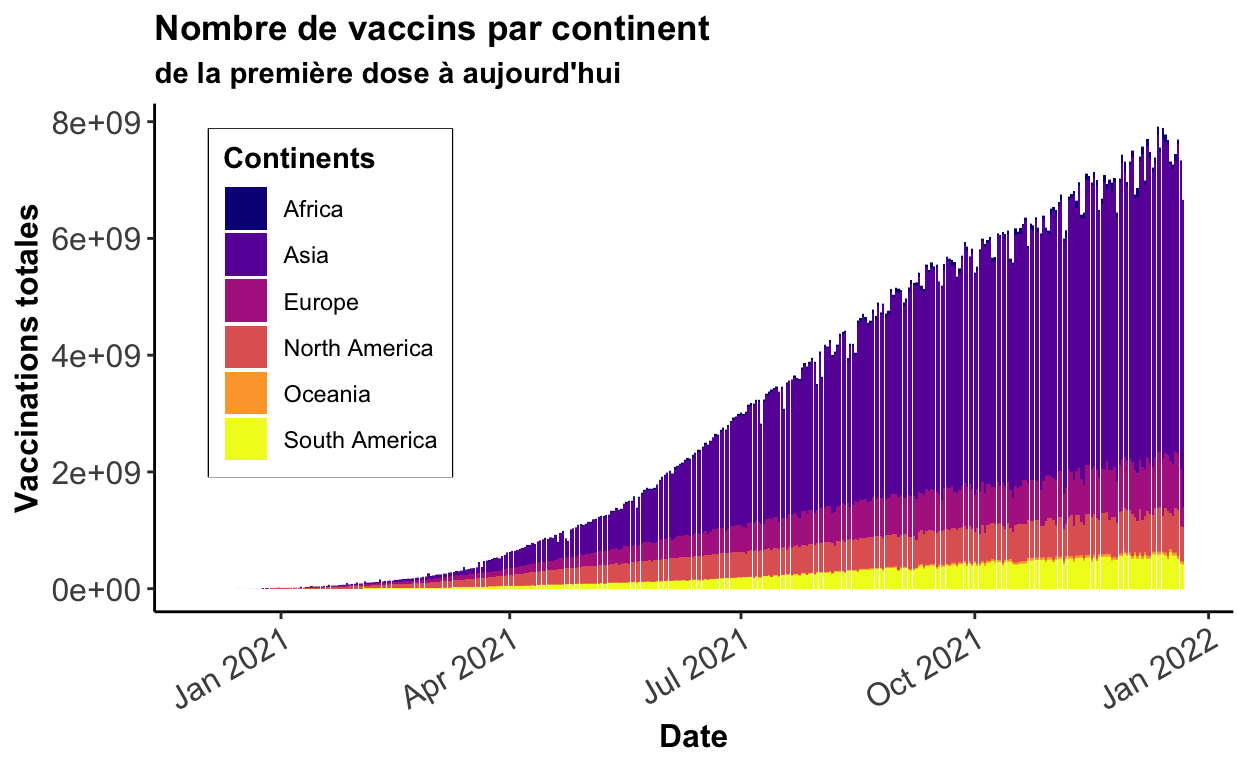 Nombre de vaccins par continent
de la première dose à aujourd'hui
Vaccinations totales
8e+09
6e+09
4e+09
2e+09
0e+00
Continents
Africa
Asia
Europe
North America
Oceania
South America
Jan 2021
Apr 2021
Jul 2021
Oct 2021
Jan 2022
Date